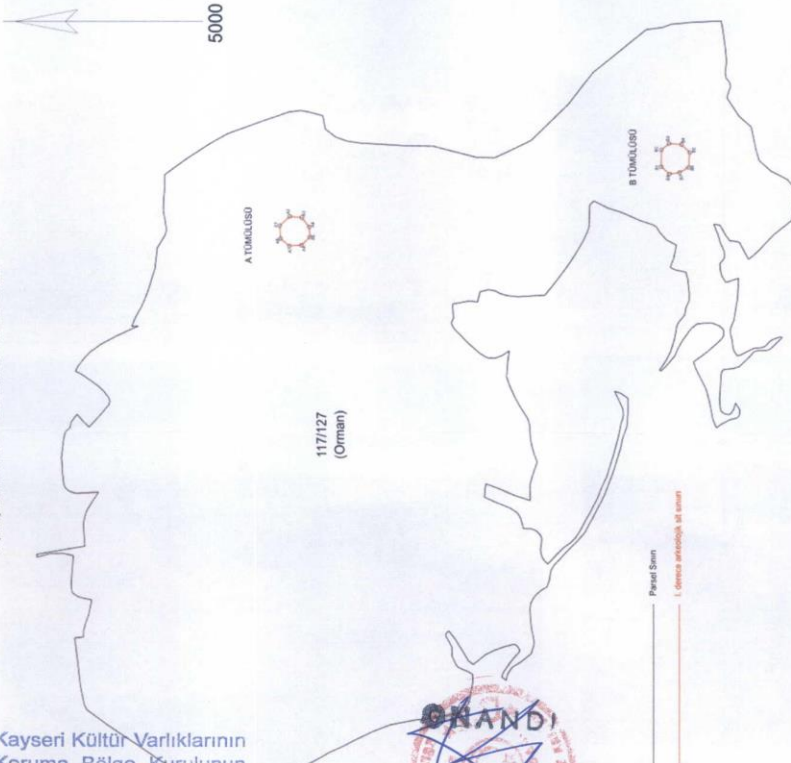 5000
A TÜMÜLÜSÜ
B TÜMÜLÜSÜ
117/127
(Orman)
Parsel Sınırı
I. derece arkeolojik sit sınırı
ONANDI
Kayseri Kültür Varlıklarının
Koruma Bölge Kurulunun